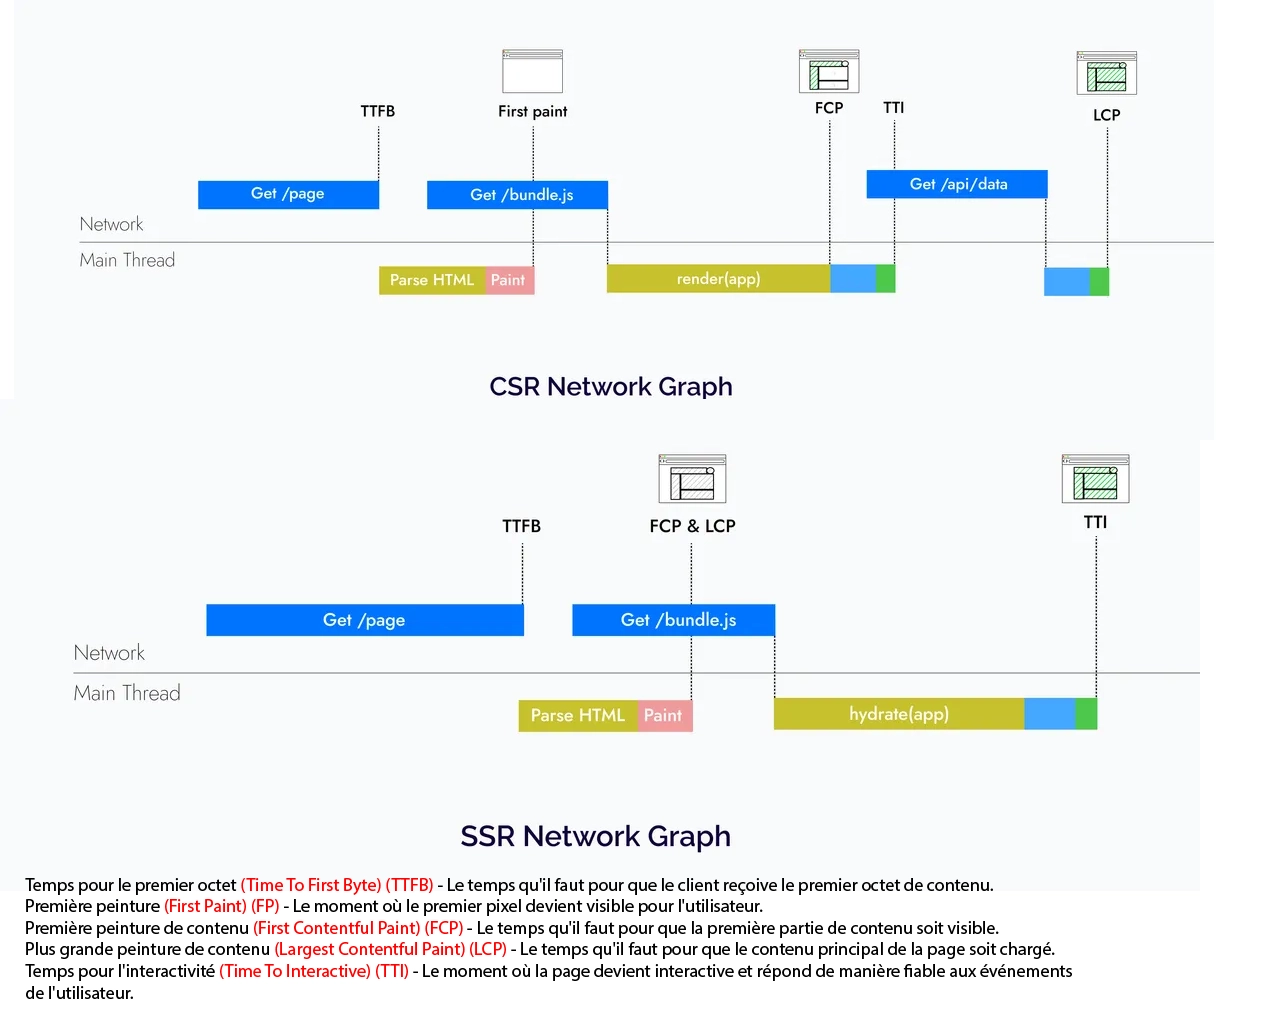 TTFB
First paint
FCP
TTI
LCP
Get /page
Get /bundle.js
Get /api/data
Network
Main Thread
Parse HTML
Paint
render(app)
CSR Network Graph
TTFB
FCP & LCP
TTI
Get /page
Get /bundle.js
Network
Main Thread
Parse HTML
Paint
hydrate(app)
SSR Network Graph
Temps pour le premier octet (Time To First Byte) (TTFB) - Le temps qu'il faut pour que le client reçoive le premier octet de contenu.
Première peinture (First Paint) (FP) - Le moment où le premier pixel devient visible pour l'utilisateur.
Première peinture de contenu (First Contentful Paint) (FCP) - Le temps qu'il faut pour que la première partie de contenu soit visible.
Plus grande peinture de contenu (Largest Contentful Paint) (LCP) - Le temps qu'il faut pour que le contenu principal de la page soit chargé.
Temps pour l'interactivité (Time To Interactive) (TTI) - Le moment où la page devient interactive et répond de manière fiable aux événements
de l'utilisateur.